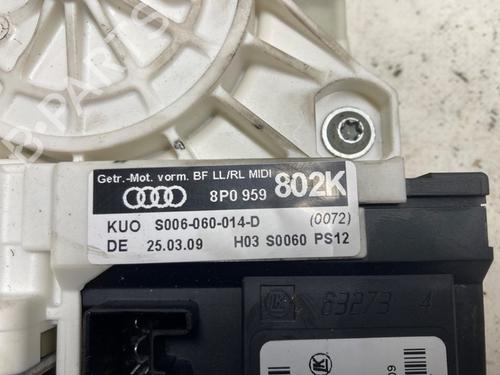 Getr.-Mot. vorm. BF LL/RL MIDI
8P0 959 802K
KUO S006-060-014-D (0072)
DE 25.03.09 H03 S0060 PS12
63273 4